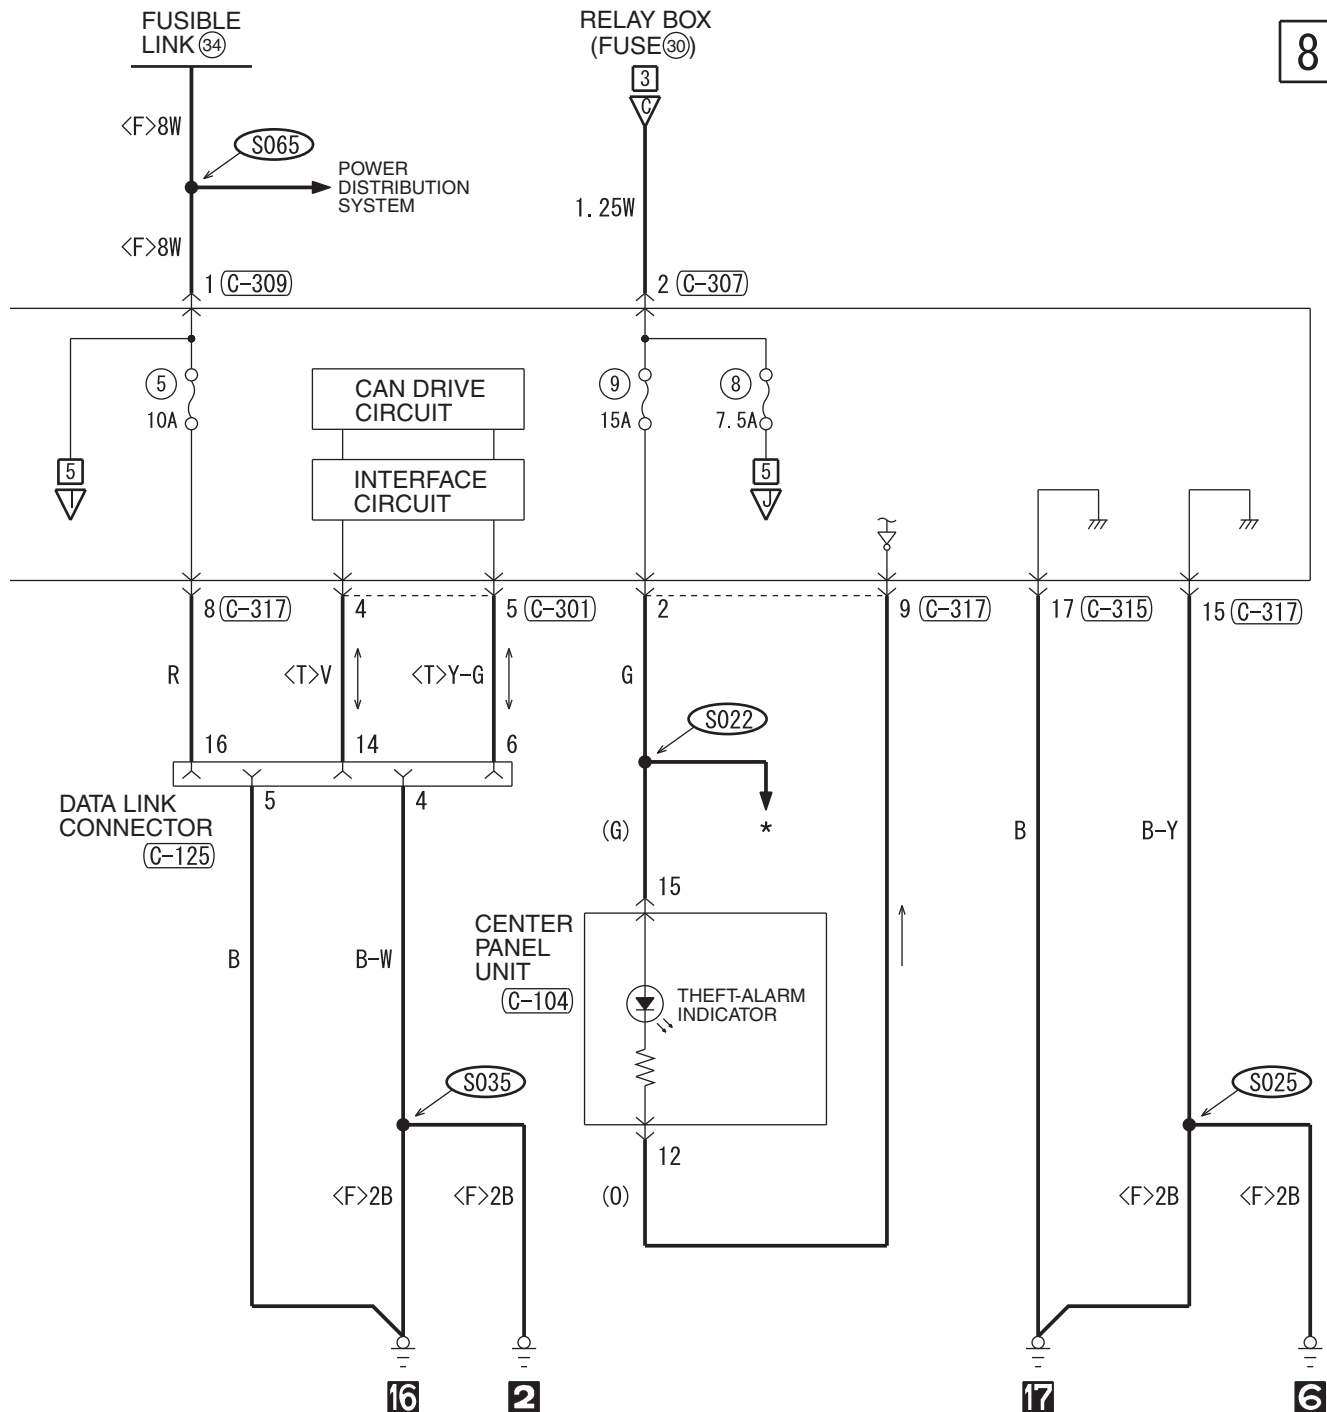 FUSIBLE
LINK 34
RELAY BOX
(FUSE 30)
8
3
C
<F>8W
S065
POWER
DISTRIBUTION
SYSTEM
1.25W
<F>8W
1 (C-309)
2 (C-307)
5
10A
CAN DRIVE
CIRCUIT
9
15A
8
7.5A
5
I
INTERFACE
CIRCUIT
5
J
8 (C-317)
4
5 (C-301)
2
9 (C-317)
17 (C-315)
15 (C-317)
R
<T>V
<T>Y-G
G
S022
16
14
6
DATA LINK
CONNECTOR
(C-125)
5
4
(G)
*
B
B-Y
15
CENTER
PANEL
UNIT
(C-104)
B
B-W
THEFT-ALARM
INDICATOR
S035
S025
12
<F>2B
<F>2B
(O)
<F>2B
<F>2B
16
2
17
6